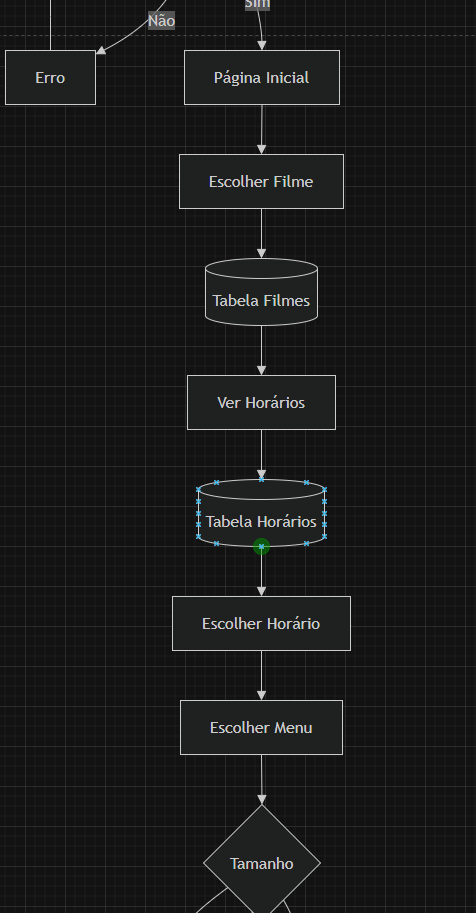 Sim
Não
Erro
Página Inicial
Escolher Filme
Tabela Filmes
Ver Horários
Tabela Horários
Escolher Horário
Escolher Menu
Tamanho